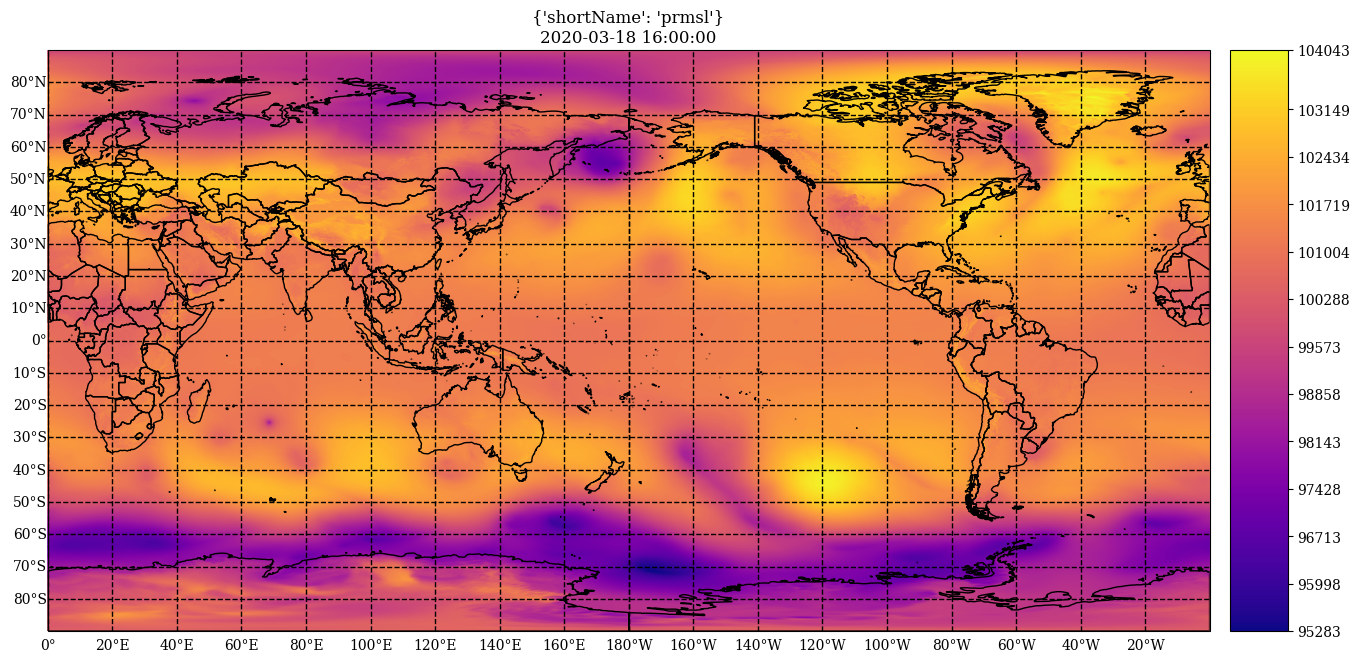 {'shortName': 'prmsl'}
2020-03-18 16:00:00
80°N
70°N
60°N
50°N
40°N
30°N
20°N
10°N
0°
10°S
20°S
30°S
40°S
50°S
60°S
70°S
80°S
0°
20°E
40°E
60°E
80°E
100°E
120°E
140°E
160°E
180°W
160°W
140°W
120°W
100°W
80°W
60°W
40°W
20°W
104043
103149
102434
101719
101004
100288
99573
98858
98143
97428
96713
95998
95283